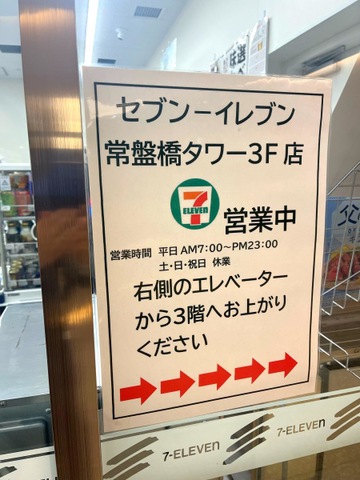 セブン-イレブン
常盤橋タワー3F店
7
ELEVEN
営業中
営業時間 平日 AM7:00~PM23:00
土・日・祝日 休業
右側のエレベーター
から3階へお上がり
ください
7-ELEVEn
7-ELEVEn